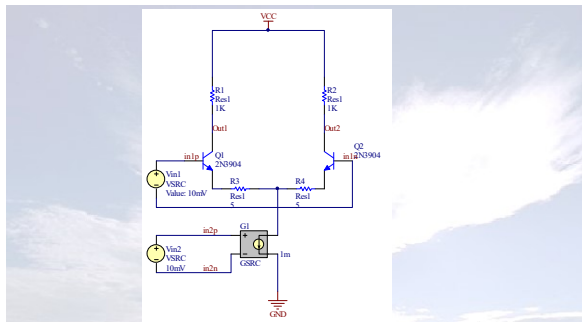 VCC
R1
Res1
1K
R2
Res1
1K
Out1
Out2
in1p
Q1
2N3904
Q2
in1n
2N3904
Vin1
VSRC
Value: 10mV
R3
Res1
5
R4
Res1
5
in2p
G1
Vin2
VSRC
10mV
in2n
1m
GSRC
GND